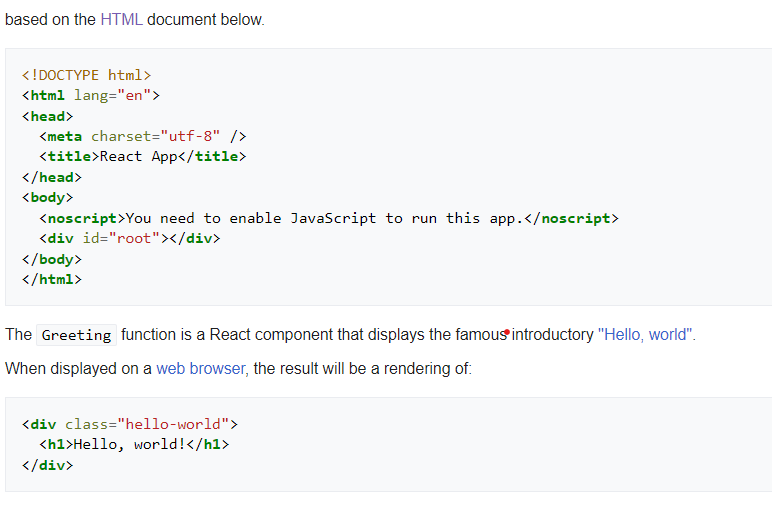 based on the HTML document below.
<!DOCTYPE html>
<html lang="en">
<head>
  <meta charset="utf-8" />
  <title>React App</title>
</head>
<body>
  <noscript>You need to enable JavaScript to run this app.</noscript>
  <div id="root"></div>
</body>
</html>
The Greeting function is a React component that displays the famous introductory "Hello, world".
When displayed on a web browser, the result will be a rendering of:
<div class="hello-world">
  <h1>Hello, world!</h1>
</div>